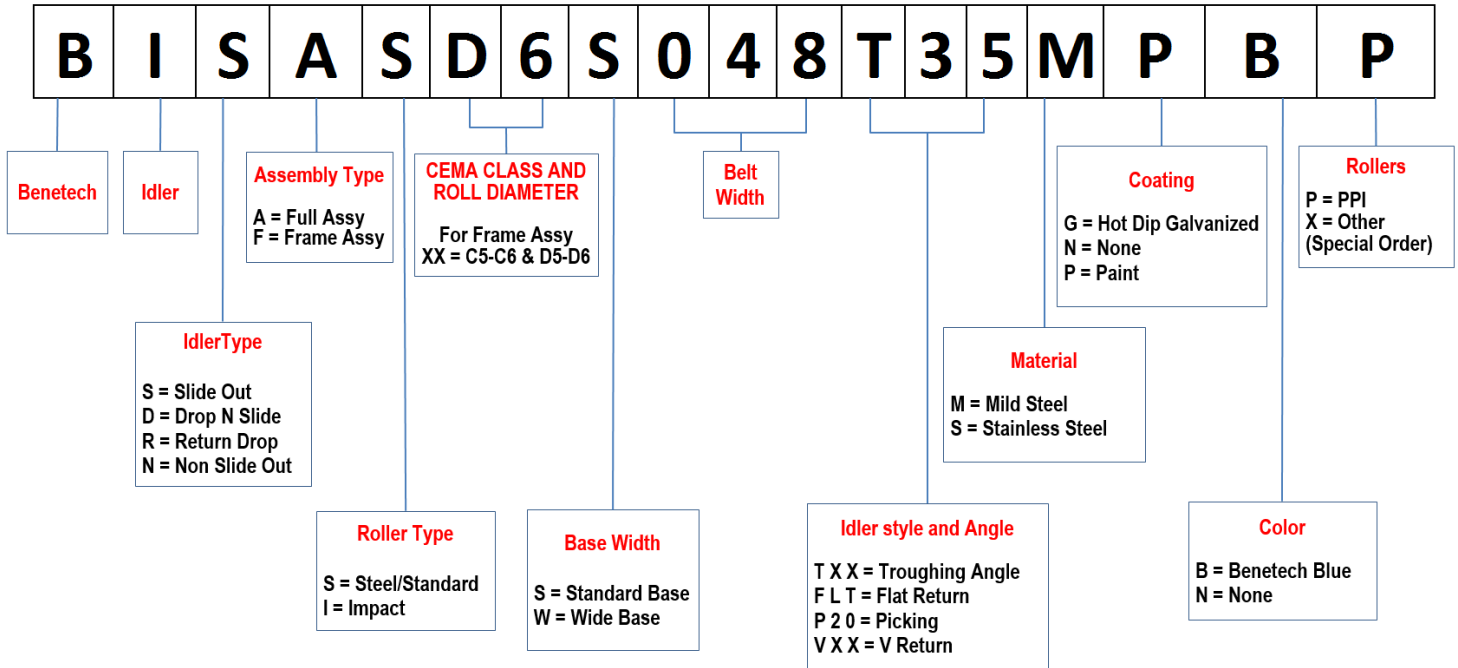 B I S A S D 6 S 0 4 8 T 3 5 M P B P
Benetech
Idler
Assembly Type
A = Full Assy
F = Frame Assy
CEMA CLASS AND
ROLL DIAMETER
For Frame Assy
XX = C5-C6 & D5-D6
Belt
Width
Coating
G = Hot Dip Galvanized
N = None
P = Paint
Rollers
P = PPI
X = Other
(Special Order)
IdlerType
S = Slide Out
D = Drop N Slide
R = Return Drop
N = Non Slide Out
Material
M = Mild Steel
S = Stainless Steel
Roller Type
S = Steel/Standard
I = Impact
Base Width
S = Standard Base
W = Wide Base
Idler style and Angle
T X X = Troughing Angle
F L T = Flat Return
P 2 0 = Picking
V X X = V Return
Color
B = Benetech Blue
N = None